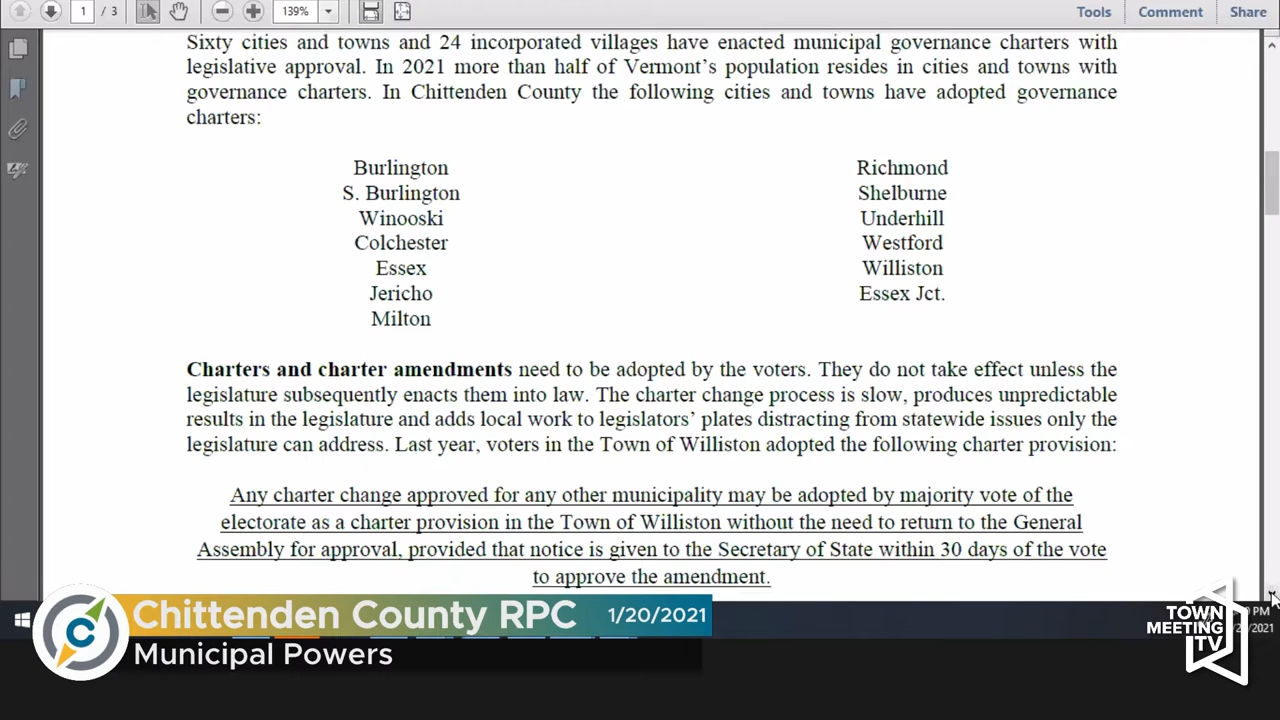 1 / 3
139%
Tools
Comment
Share
Sixty cities and towns and 24 incorporated villages have enacted municipal governance charters with
legislative approval. In 2021 more than half of Vermont’s population resides in cities and towns with
governance charters. In Chittenden County the following cities and towns have adopted governance
charters:
Burlington
S. Burlington
Winooski
Colchester
Essex
Jericho
Milton
Richmond
Shelburne
Underhill
Westford
Williston
Essex Jct.
Charters and charter amendments need to be adopted by the voters. They do not take effect unless the
legislature subsequently enacts them into law. The charter change process is slow, produces unpredictable
results in the legislature and adds local work to legislators’ plates distracting from statewide issues only the
legislature can address. Last year, voters in the Town of Williston adopted the following charter provision:
Any charter change approved for any other municipality may be adopted by majority vote of the
electorate as a charter provision in the Town of Williston without the need to return to the General
Assembly for approval, provided that notice is given to the Secretary of State within 30 days of the vote
to approve the amendment.
C
Chittenden County RPC
1/20/2021
Municipal Powers
TOWN
MEETING
TV
PM
2021